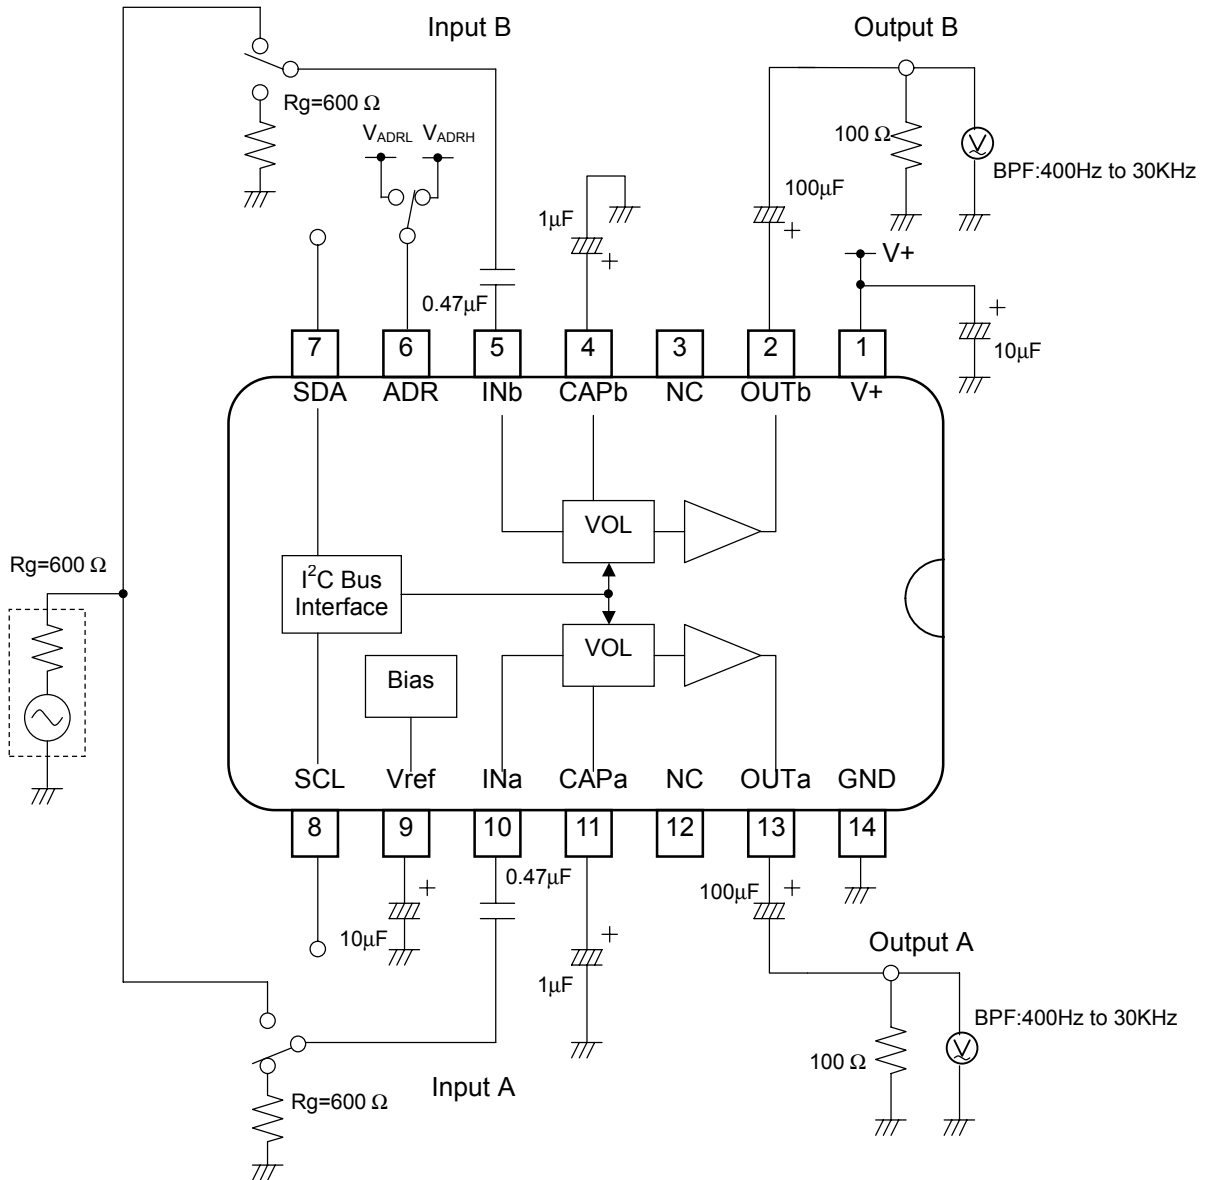 Input B
Output B
Rg=600 Ω
V_ADRL V_ADRH
100 Ω
BPF:400Hz to 30KHz
1μF
+
100μF
+
V+
0.47μF
+
10μF
7 6 5 4 3 2 1
SDA ADR INb CAPb NC OUTb V+
VOL
Rg=600 Ω
I²C Bus
Interface
VOL
Bias
SCL Vref INa CAPa NC OUTa GND
8 9 10 11 12 13 14
0.47μF
+
10μF
+
1μF
100μF
+
Output A
BPF:400Hz to 30KHz
100 Ω
Input A
Rg=600 Ω